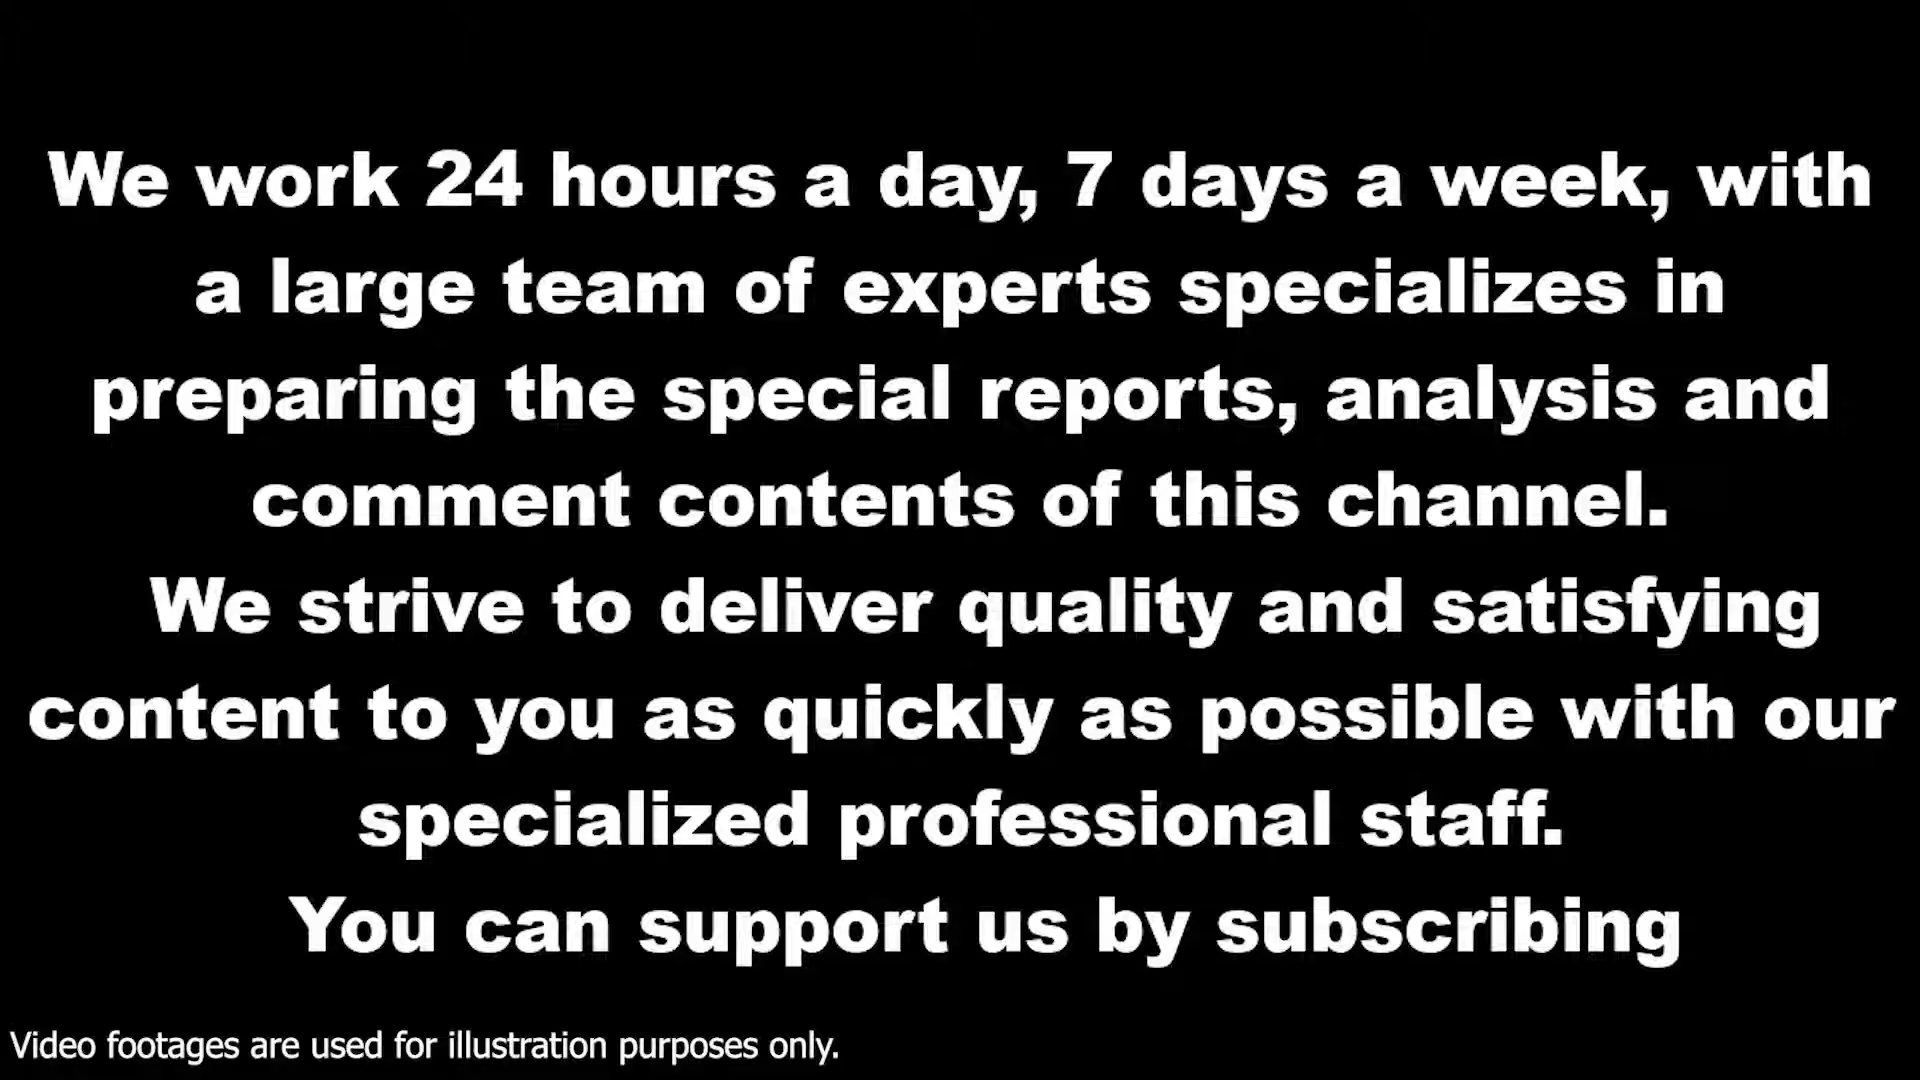 We work 24 hours a day, 7 days a week, with
a large team of experts specializes in
preparing the special reports, analysis and
comment contents of this channel.
We strive to deliver quality and satisfying
content to you as quickly as possible with our
specialized professional staff.
You can support us by subscribing
Video footages are used for illustration purposes only.